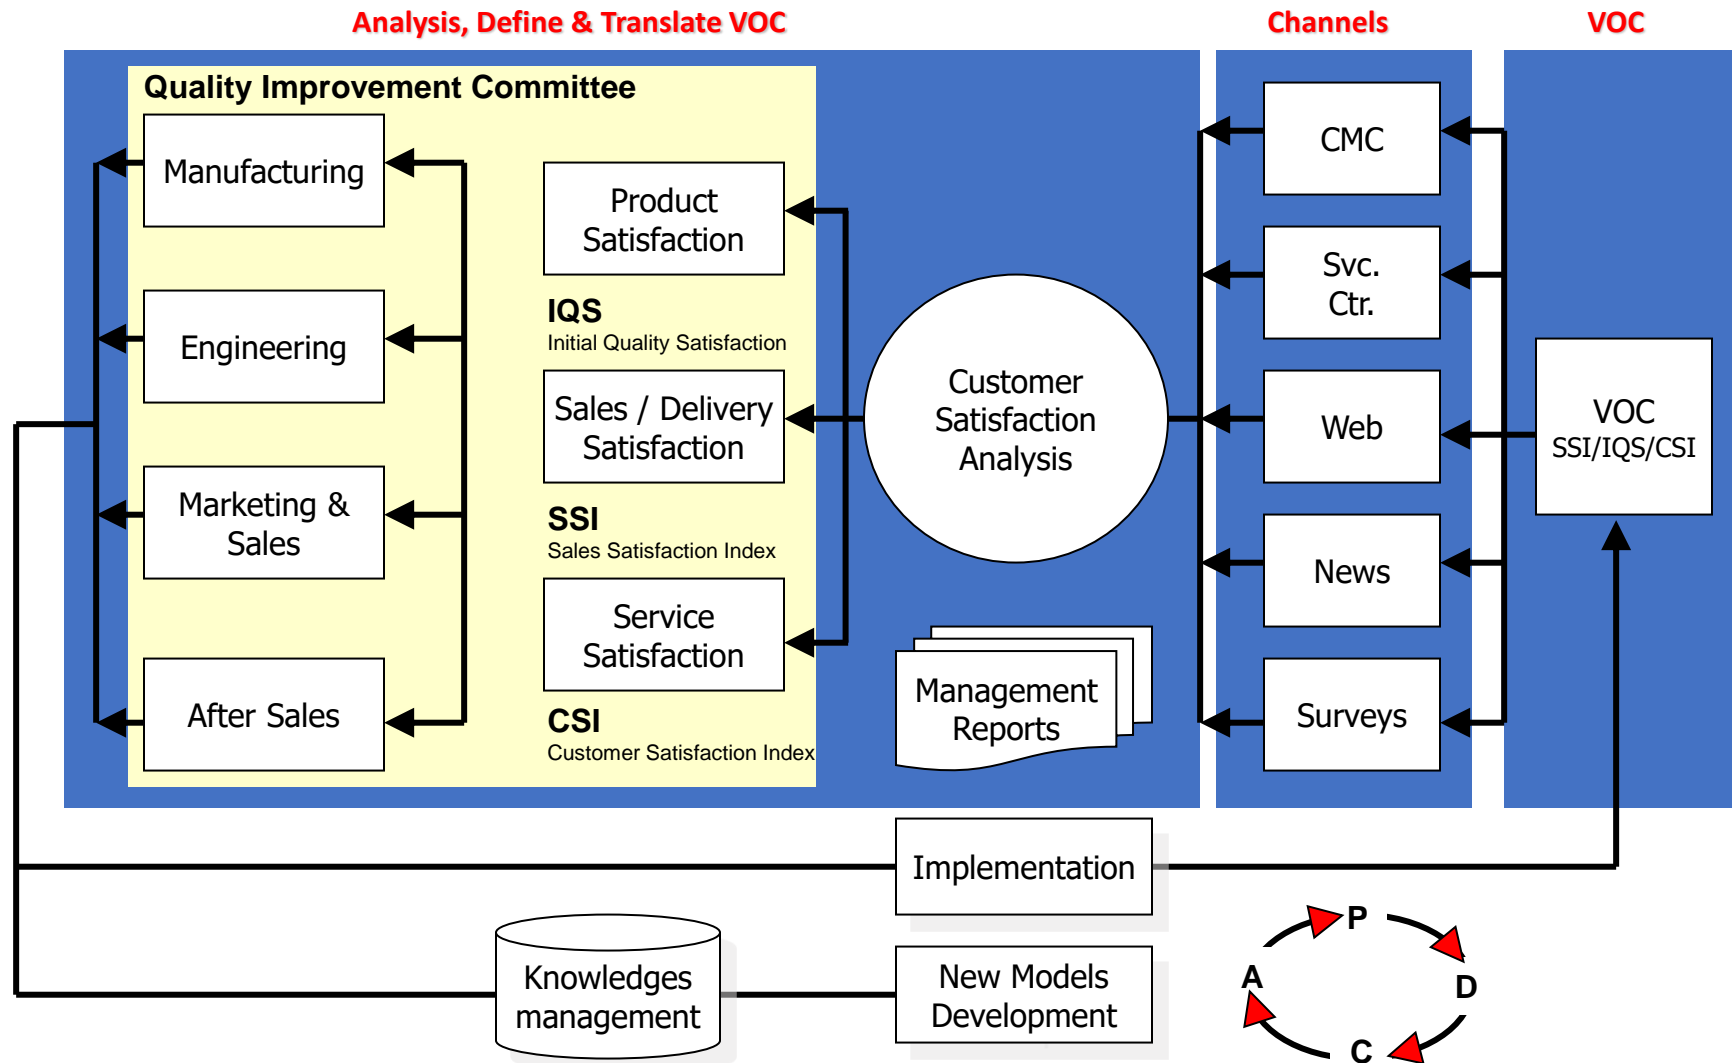 Analysis, Define & Translate VOC
Channels
VOC
Quality Improvement Committee
Manufacturing
Engineering
Marketing &
Sales
After Sales
Product
Satisfaction
IQS
Initial Quality Satisfaction
Sales / Delivery
Satisfaction
SSI
Sales Satisfaction Index
Service
Satisfaction
CSI
Customer Satisfaction Index
Customer
Satisfaction
Analysis
Management
Reports
CMC
Svc.
Ctr.
Web
News
Surveys
VOC
SSI/IQS/CSI
Implementation
Knowledges
management
New Models
Development
P
D
C
A